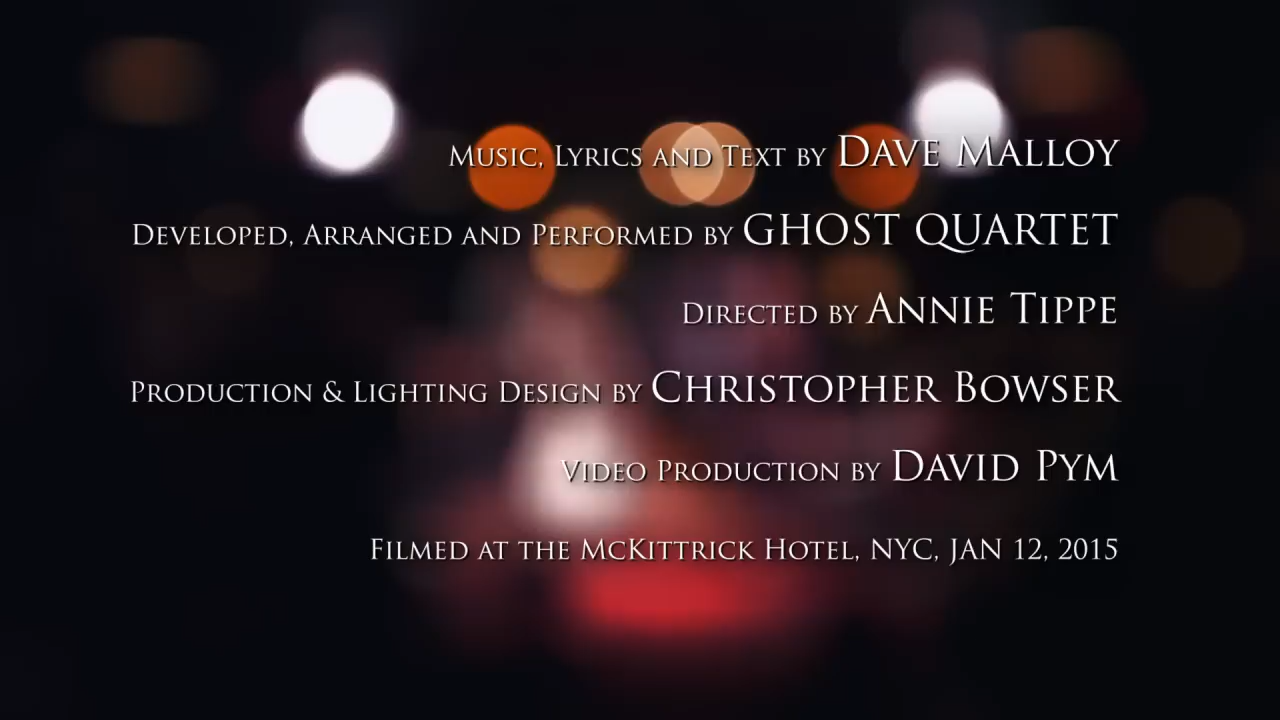 Music, Lyrics and Text by Dave Malloy
Developed, Arranged and Performed by GHOST QUARTET
Directed by Annie Tippe
Production & Lighting Design by Christopher Bowser
Video Production by David Pym
Filmed at the McKittrick Hotel, NYC, JAN 12, 2015